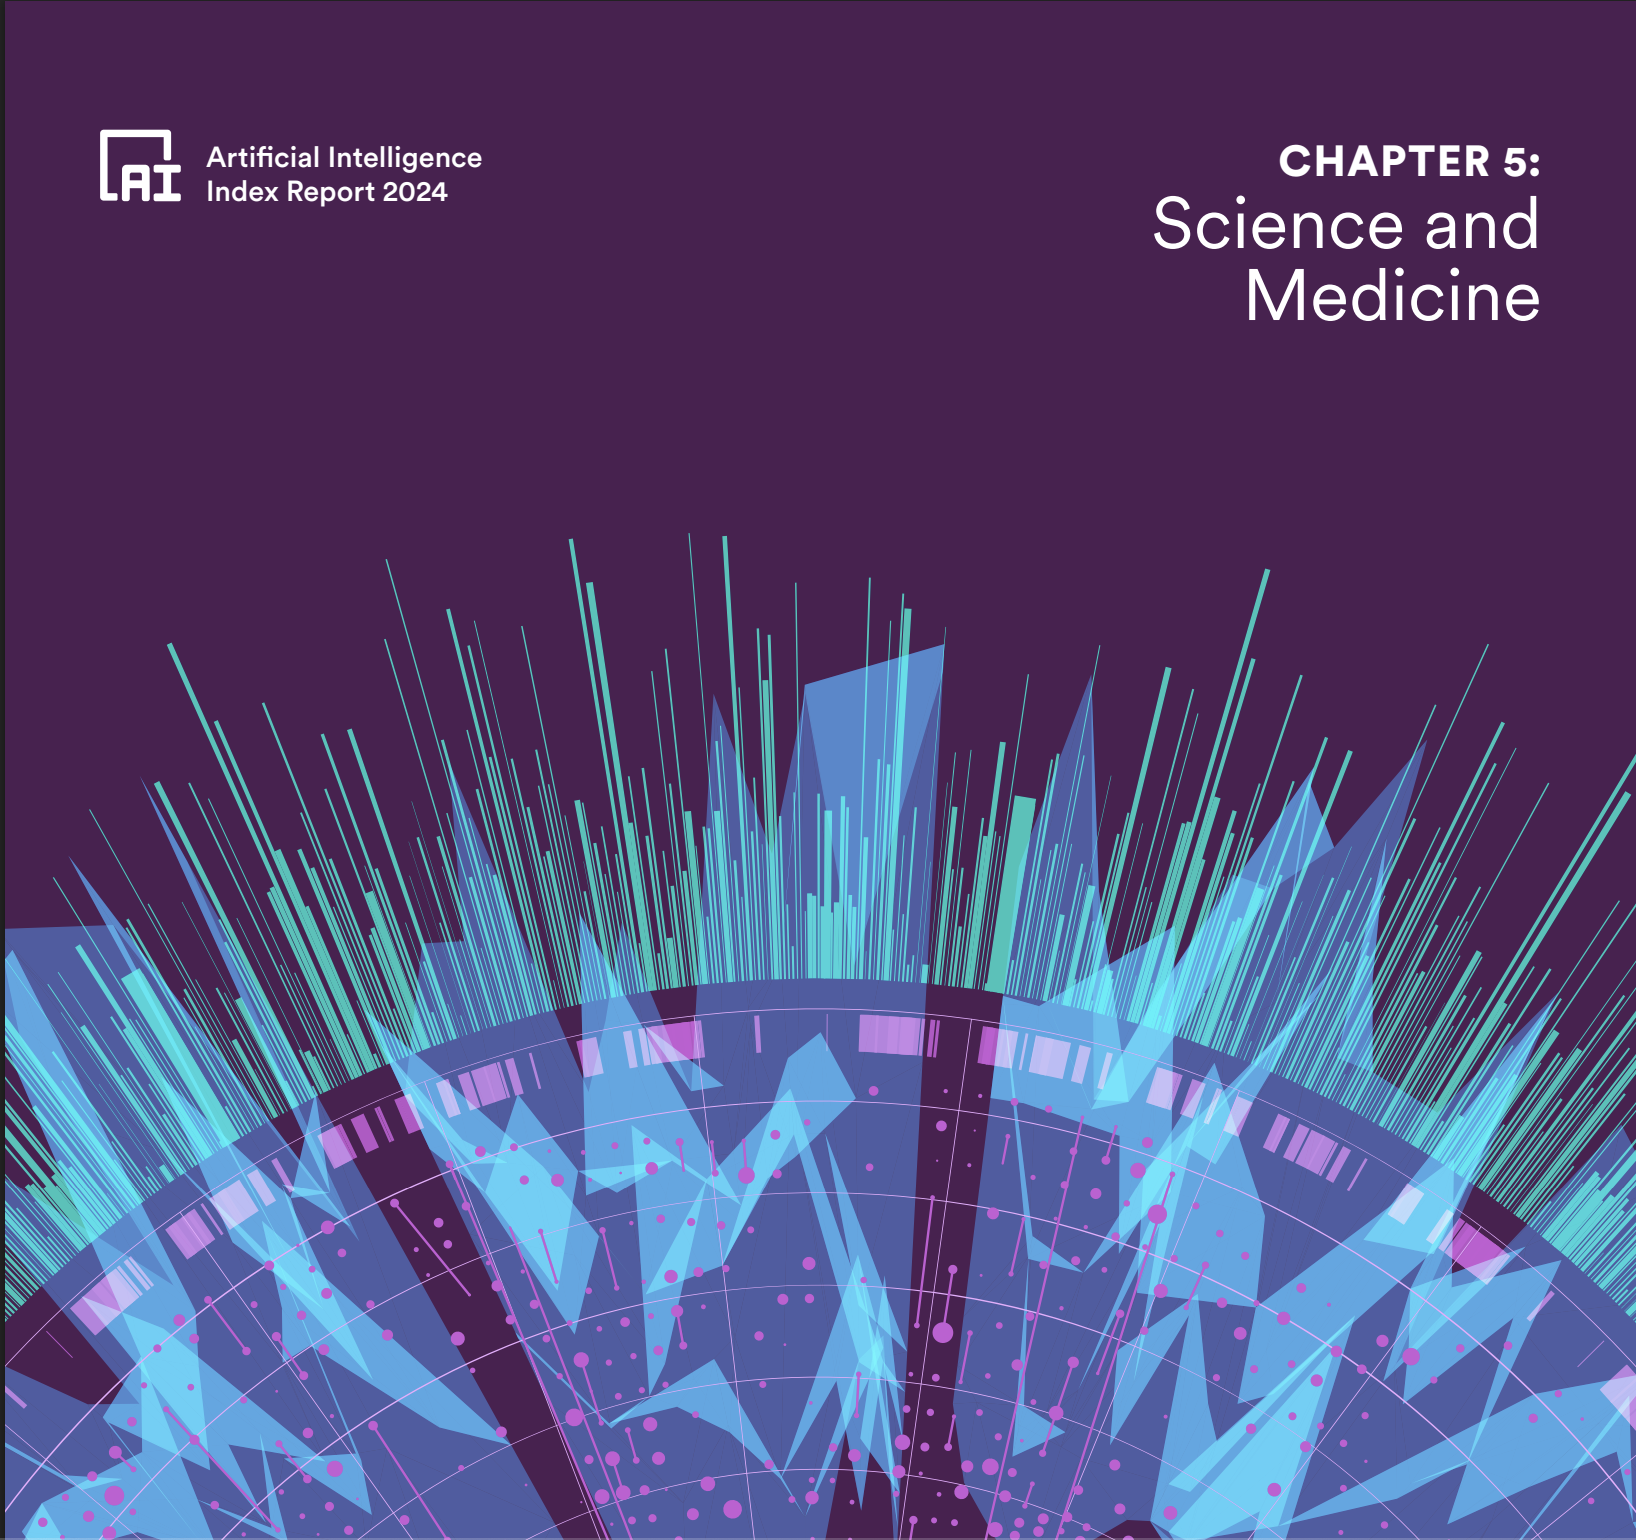 AI
Artificial Intelligence
Index Report 2024
CHAPTER 5:
Science and
Medicine